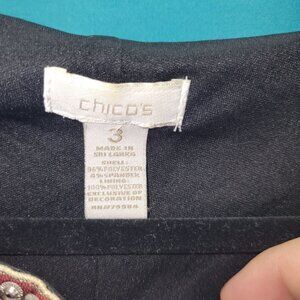 chico's
3
MADE IN
SRI LANKA
SHELL:
96% POLYESTER
4% SPANDEX
LINING:
100% POLYESTER
EXCLUSIVE OF
DECORATION